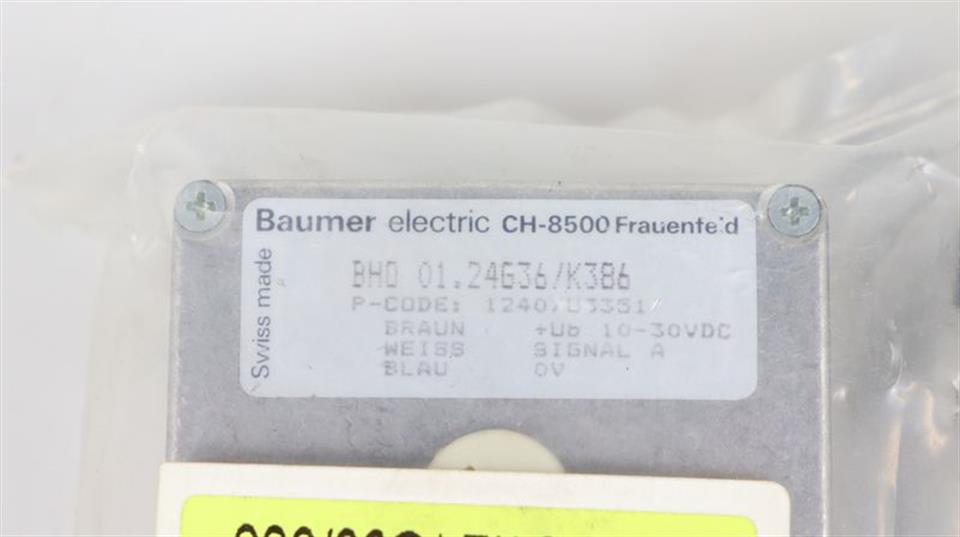 Baumer electric CH-8500 Frauenfeld
Swiss made
BHD 01.24G36/K386
P-CODE: 1240/U3351
BRAUN +Ub 10-30VDC
WEISS SIGNAL A
BLAU 0V